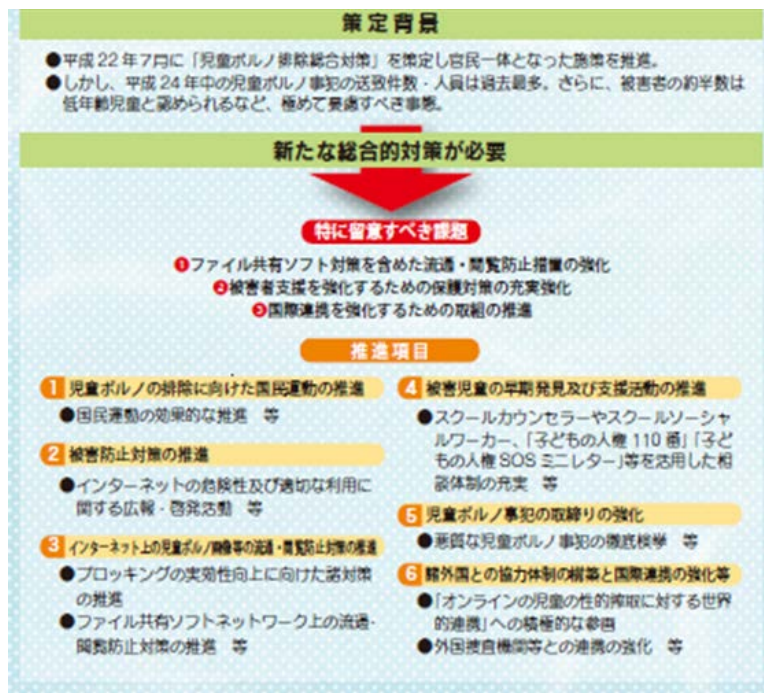 策定背景
●平成22年7月に「児童ポルノ排除総合対策」を策定し官民一体となった施策を推進。
●しかし、平成24年中の児童ポルノ事犯の送致件数・人員は過去最多。さらに、被害者の約半数は
低年齢児童と認められるなど、極めて憂慮すべき事態。
新たな総合的対策が必要
特に留意すべき課題
❶ファイル共有ソフト対策を含めた流通・閲覧防止措置の強化
❷被害者支援を強化するための保護対策の充実強化
❸国際連携を強化するための取組の推進
推進項目
1 児童ポルノの排除に向けた国民運動の推進
●国民運動の効果的な推進 等
2 被害防止対策の推進
●インターネットの危険性及び適切な利用に
関する広報・啓発活動 等
3 インターネット上の児童ポルノ画像等の流通・閲覧防止対策の推進
●ブロッキングの実効性向上に向けた諸対策
の推進
●ファイル共有ソフトネットワーク上の流通・
閲覧防止対策の推進 等
4 被害児童の早期発見及び支援活動の推進
●スクールカウンセラーやスクールソーシャ
ルワーカー、「子どもの人権110番」「子ど
もの人権SOSミニレター」等を活用した相
談体制の充実 等
5 児童ポルノ事犯の取締りの強化
●悪質な児童ポルノ事犯の徹底検挙 等
6 諸外国との協力体制の構築と国際連携の強化等
●「オンラインの児童の性的搾取に対する世界
的連携」への積極的な参画
●外国捜査機関等との連携の強化 等